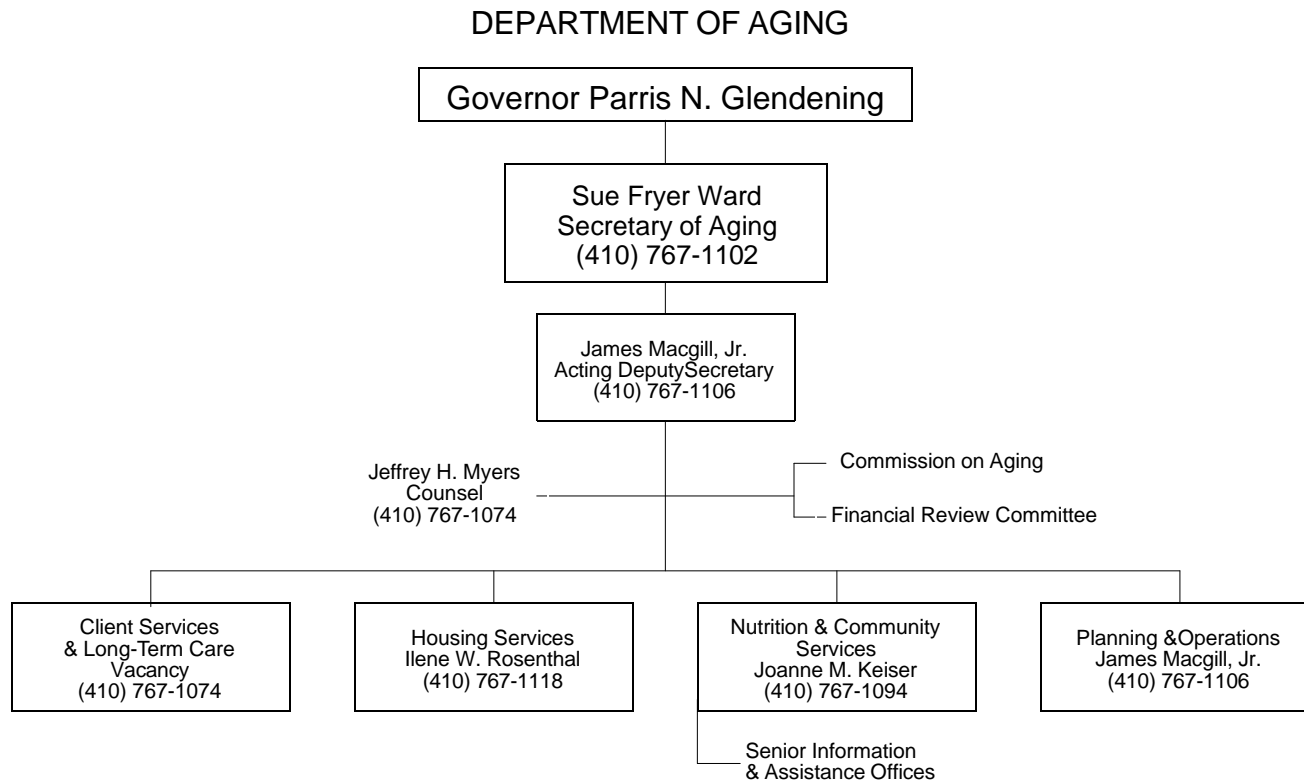 DEPARTMENT OF AGING
Governor Parris N. Glendening
Sue Fryer Ward
Secretary of Aging
(410) 767-1102
James Macgill, Jr.
Acting DeputySecretary
(410) 767-1106
Jeffrey H. Myers
Counsel
(410) 767-1074
Commission on Aging
Financial Review Committee
Client Services
& Long-Term Care
Vacancy
(410) 767-1074
Housing Services
Ilene W. Rosenthal
(410) 767-1118
Nutrition & Community
Services
Joanne M. Keiser
(410) 767-1094
Planning &Operations
James Macgill, Jr.
(410) 767-1106
Senior Information
& Assistance Offices